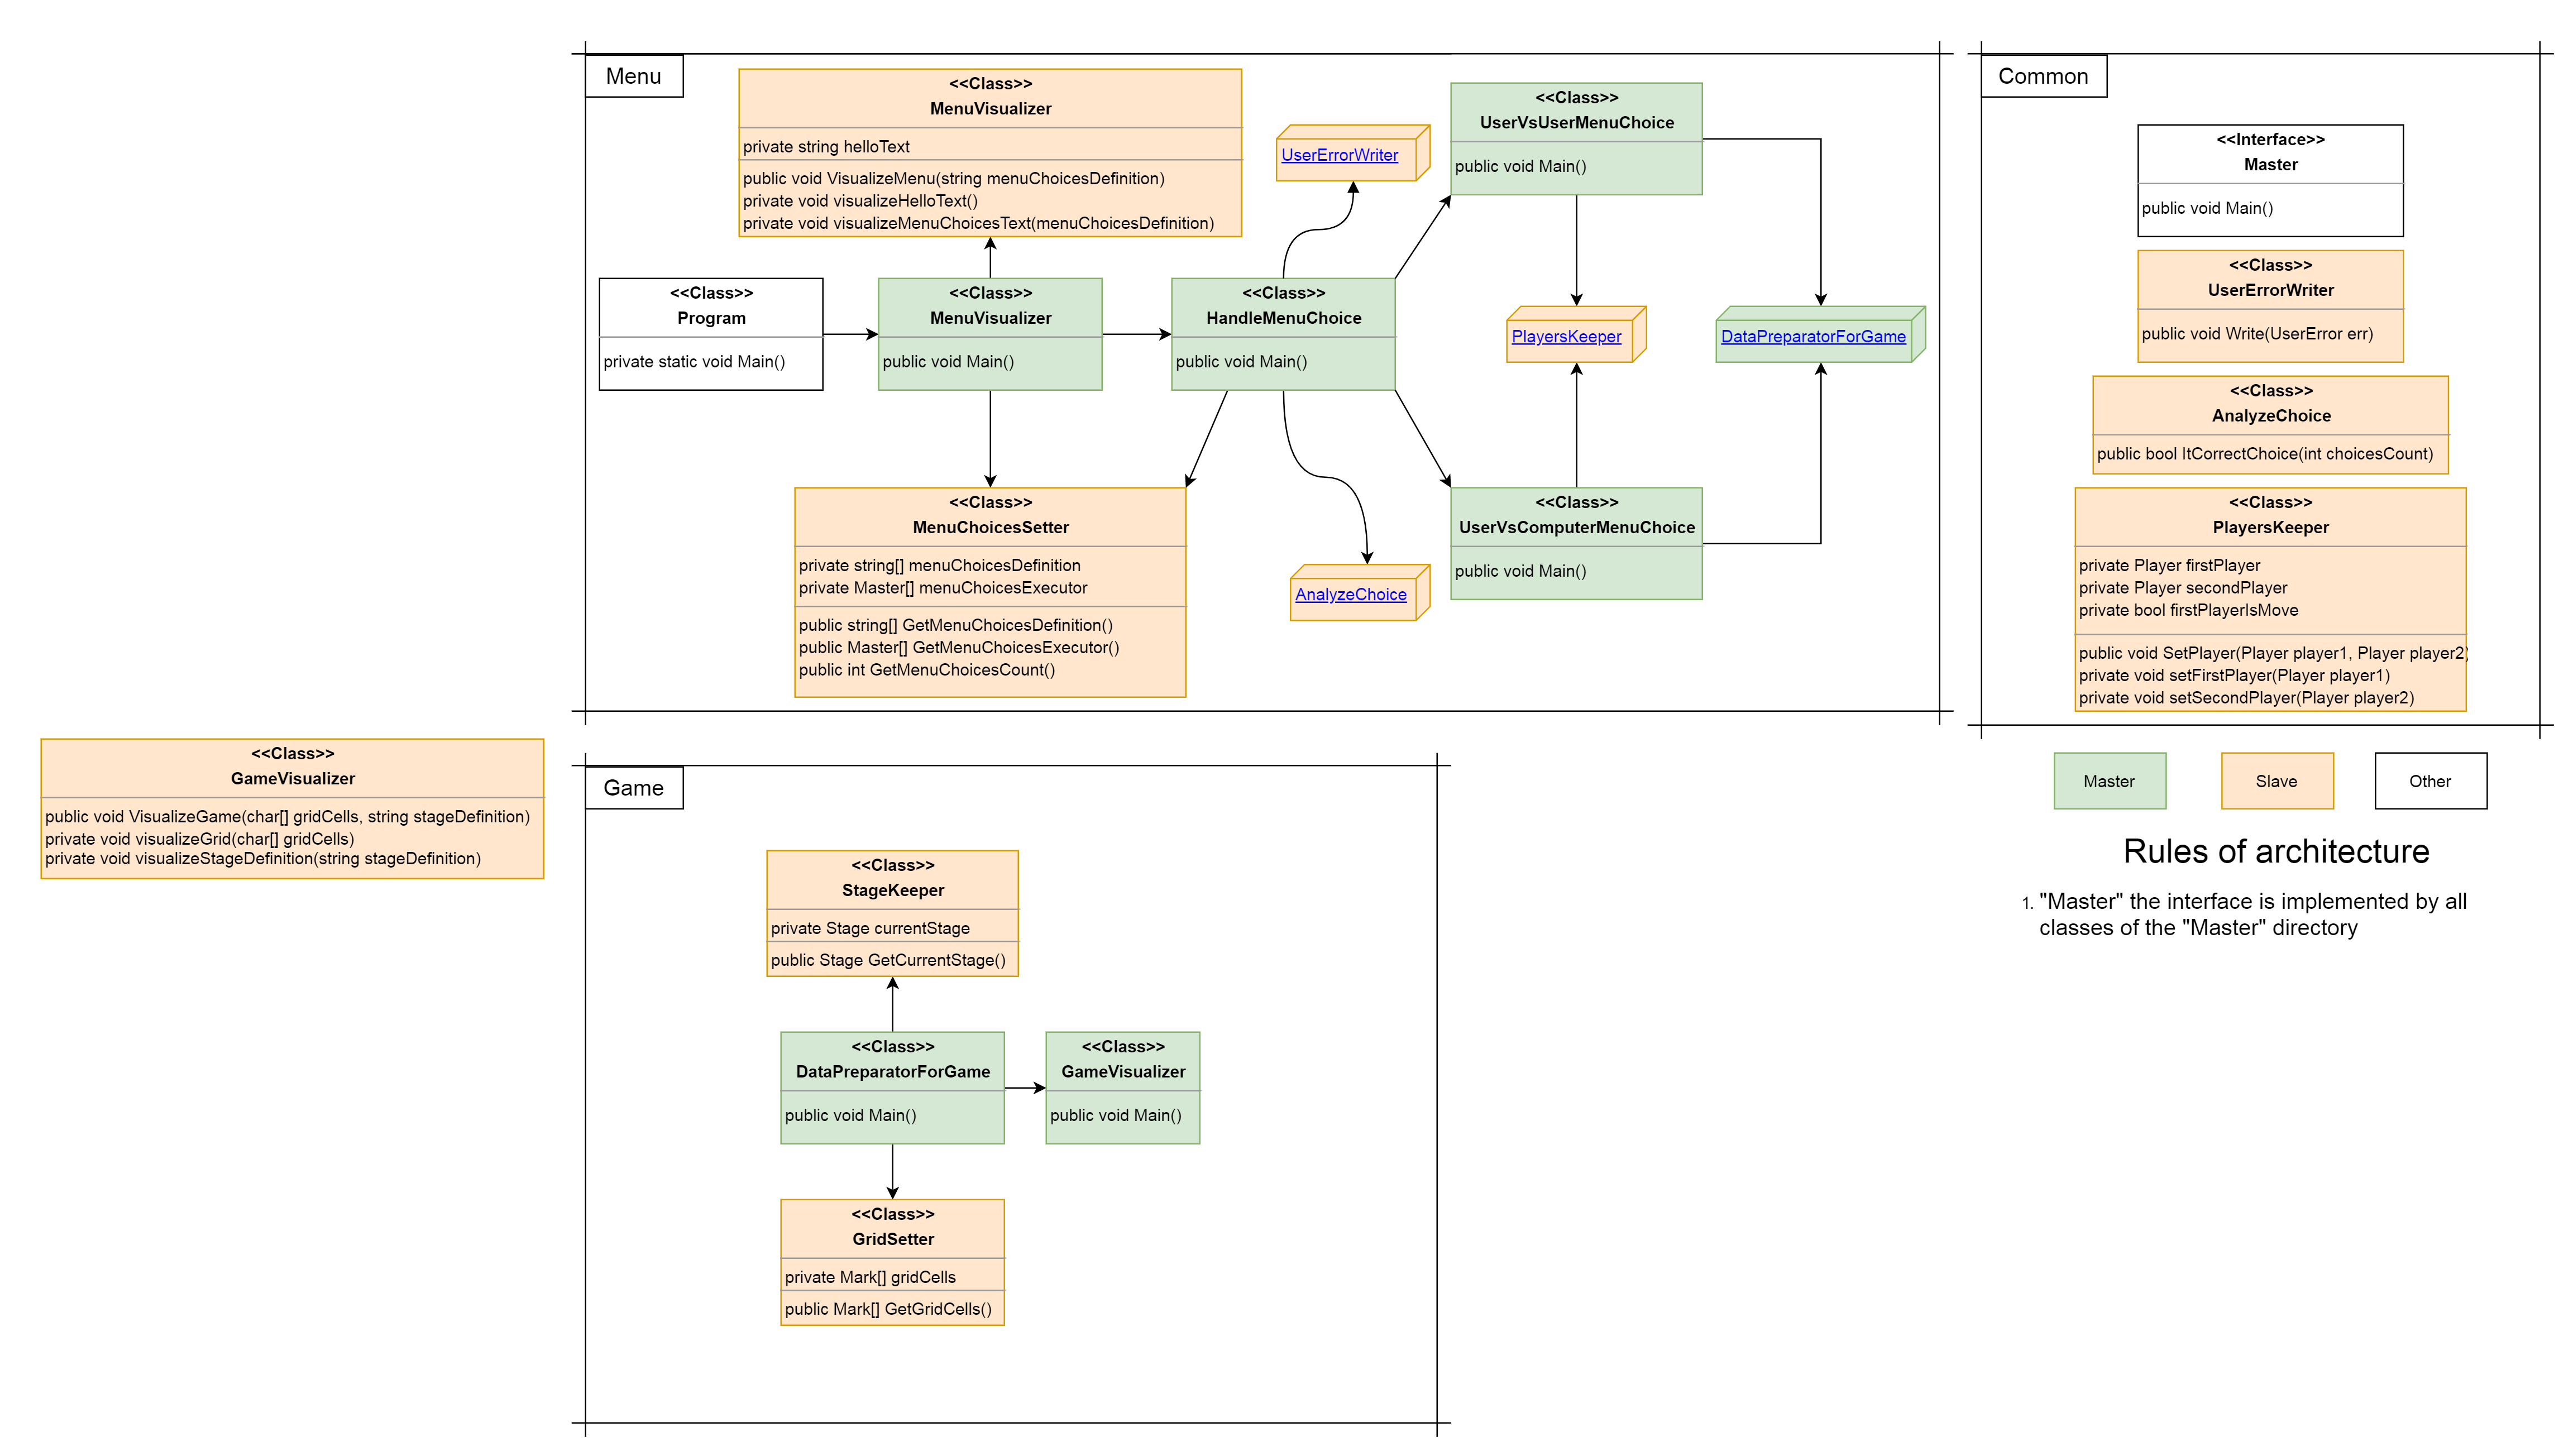 Menu
<<Class>>
MenuVisualizer
private string helloText
public void VisualizeMenu(string menuChoicesDefinition)
private void visualizeHelloText()
private void visualizeMenuChoicesText(menuChoicesDefinition)
UserErrorWriter
<<Class>>
UserVsUserMenuChoice
public void Main()
<<Class>>
Program
private static void Main()
<<Class>>
MenuVisualizer
public void Main()
<<Class>>
HandleMenuChoice
public void Main()
PlayersKeeper
DataPreparatorForGame
<<Class>>
MenuChoicesSetter
private string[] menuChoicesDefinition
private Master[] menuChoicesExecutor
public string[] GetMenuChoicesDefinition()
public Master[] GetMenuChoicesExecutor()
public int GetMenuChoicesCount()
AnalyzeChoice
<<Class>>
UserVsComputerMenuChoice
public void Main()
Common
<<Interface>>
Master
public void Main()
<<Class>>
UserErrorWriter
public void Write(UserError err)
<<Class>>
AnalyzeChoice
public bool ItCorrectChoice(int choicesCount)
<<Class>>
PlayersKeeper
private Player firstPlayer
private Player secondPlayer
private bool firstPlayerIsMove
public void SetPlayer(Player player1, Player player2)
private void setFirstPlayer(Player player1)
private void setSecondPlayer(Player player2)
<<Class>>
GameVisualizer
public void VisualizeGame(char[] gridCells, string stageDefinition)
private void visualizeGrid(char[] gridCells)
private void visualizeStageDefinition(string stageDefinition)
Game
<<Class>>
StageKeeper
private Stage currentStage
public Stage GetCurrentStage()
<<Class>>
DataPreparatorForGame
public void Main()
<<Class>>
GameVisualizer
public void Main()
<<Class>>
GridSetter
private Mark[] gridCells
public Mark[] GetGridCells()
Master
Slave
Other
Rules of architecture
1. "Master" the interface is implemented by all
classes of the "Master" directory